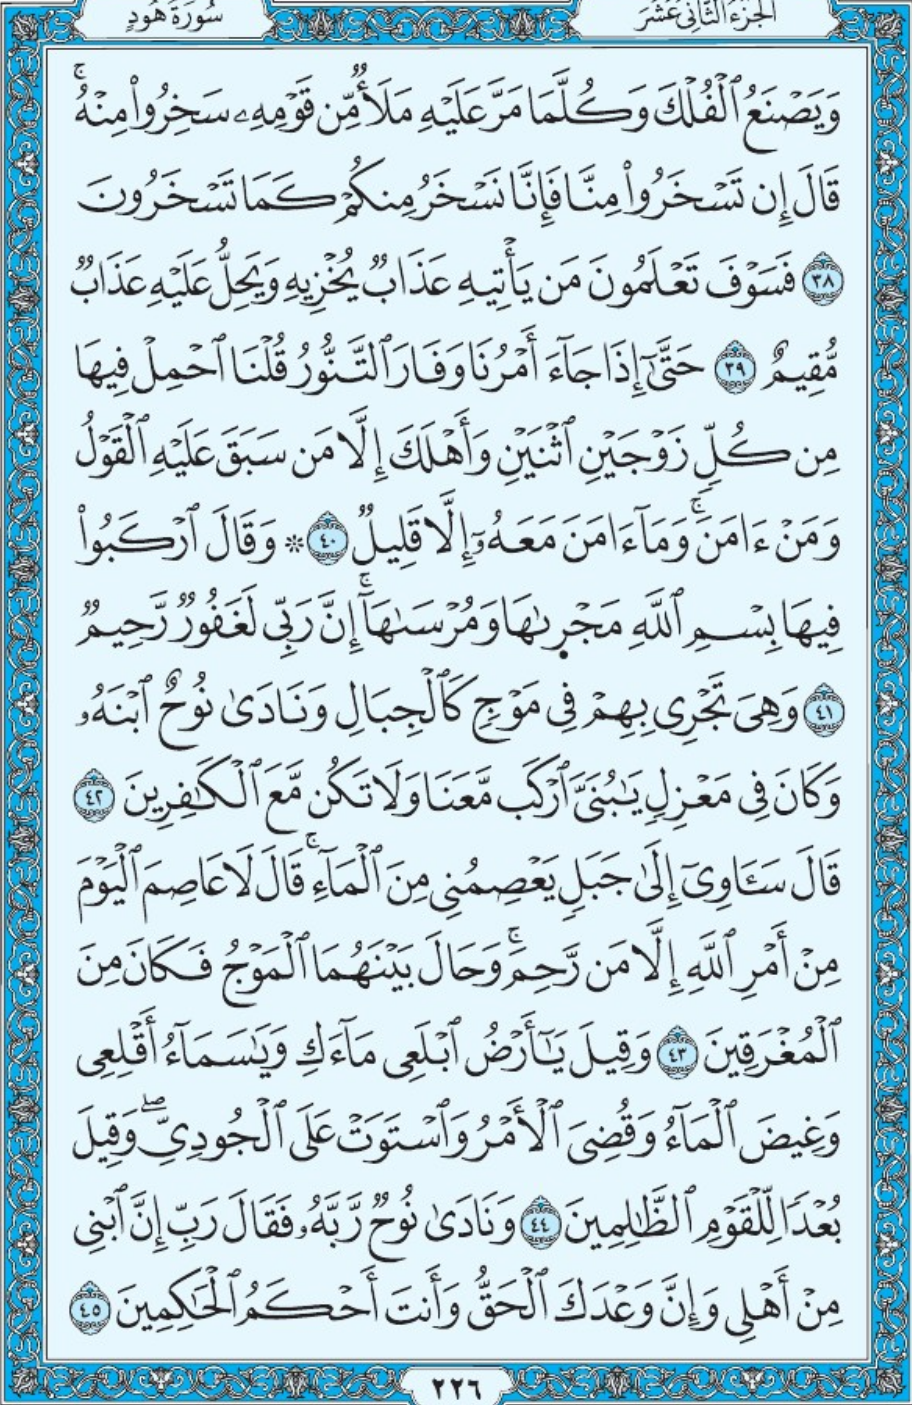 الجزء الثاني عشر
سورة هود
وَيَصْنَعُ ٱلْفُلْكَ وَكُلَّمَا مَرَّ عَلَيْهِ مَلَأٌ مِّن قَوْمِهِۦ سَخِرُوا۟ مِنْهُ ۚ
قَالَ إِن تَسْخَرُوا۟ مِنَّا فَإِنَّا نَسْخَرُ مِنكُمْ كَمَا تَسْخَرُونَ
٣٨ فَسَوْفَ تَعْلَمُونَ مَن يَأْتِيهِ عَذَابٌ يُخْزِيهِ وَيَحِلُّ عَلَيْهِ عَذَابٌ
مُّقِيمٌ ٣٩ حَتَّىٰٓ إِذَا جَآءَ أَمْرُنَا وَفَارَ ٱلتَّنُّورُ قُلْنَا ٱحْمِلْ فِيهَا
مِن كُلٍّ زَوْجَيْنِ ٱثْنَيْنِ وَأَهْلَكَ إِلَّا مَن سَبَقَ عَلَيْهِ ٱلْقَوْلُ
وَمَنْ ءَامَنَ ۚ وَمَآ ءَامَنَ مَعَهُۥٓ إِلَّا قَلِيلٌ ٤٠ ۞ وَقَالَ ٱرْكَبُوا۟
فِيهَا بِسْمِ ٱللَّهِ مَجْر۪ىٰهَا وَمُرْسَىٰهَآ ۚ إِنَّ رَبِّى لَغَفُورٌ رَّحِيمٌ
٤١ وَهِىَ تَجْرِى بِهِمْ فِى مَوْجٍ كَٱلْجِبَالِ وَنَادَىٰ نُوحٌ ٱبْنَهُۥ
وَكَانَ فِى مَعْزِلٍ يَـٰبُنَىَّ ٱرْكَب مَّعَنَا وَلَا تَكُن مَّعَ ٱلْكَـٰفِرِينَ ٤٢
قَالَ سَـَٔاوِىٓ إِلَىٰ جَبَلٍ يَعْصِمُنِى مِنَ ٱلْمَآءِ ۚ قَالَ لَا عَاصِمَ ٱلْيَوْمَ
مِنْ أَمْرِ ٱللَّهِ إِلَّا مَن رَّحِمَ ۚ وَحَالَ بَيْنَهُمَا ٱلْمَوْجُ فَكَانَ مِنَ
ٱلْمُغْرَقِينَ ٤٣ وَقِيلَ يَـٰٓأَرْضُ ٱبْلَعِى مَآءَكِ وَيَـٰسَمَآءُ أَقْلِعِى
وَغِيضَ ٱلْمَآءُ وَقُضِىَ ٱلْأَمْرُ وَٱسْتَوَتْ عَلَى ٱلْجُودِىِّ ۖ وَقِيلَ
بُعْدًا لِّلْقَوْمِ ٱلظَّـٰلِمِينَ ٤٤ وَنَادَىٰ نُوحٌ رَّبَّهُۥ فَقَالَ رَبِّ إِنَّ ٱبْنِى
مِنْ أَهْلِى وَإِنَّ وَعْدَكَ ٱلْحَقُّ وَأَنتَ أَحْكَمُ ٱلْحَـٰكِمِينَ ٤٥
٢٢٦